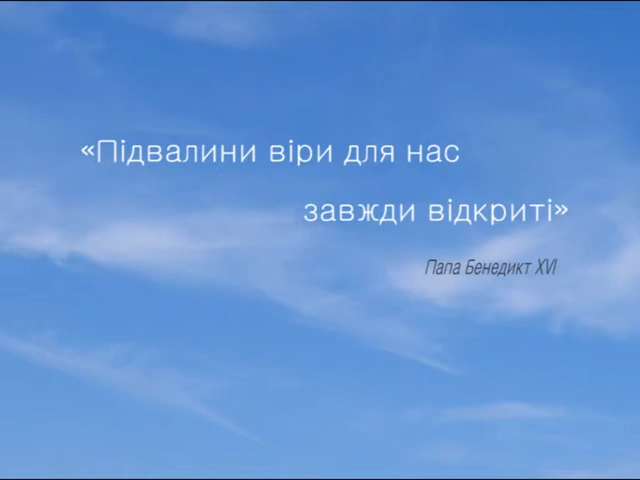 «Підвалини віри для нас
завжди відкриті»
Папа Бенедикт XVI